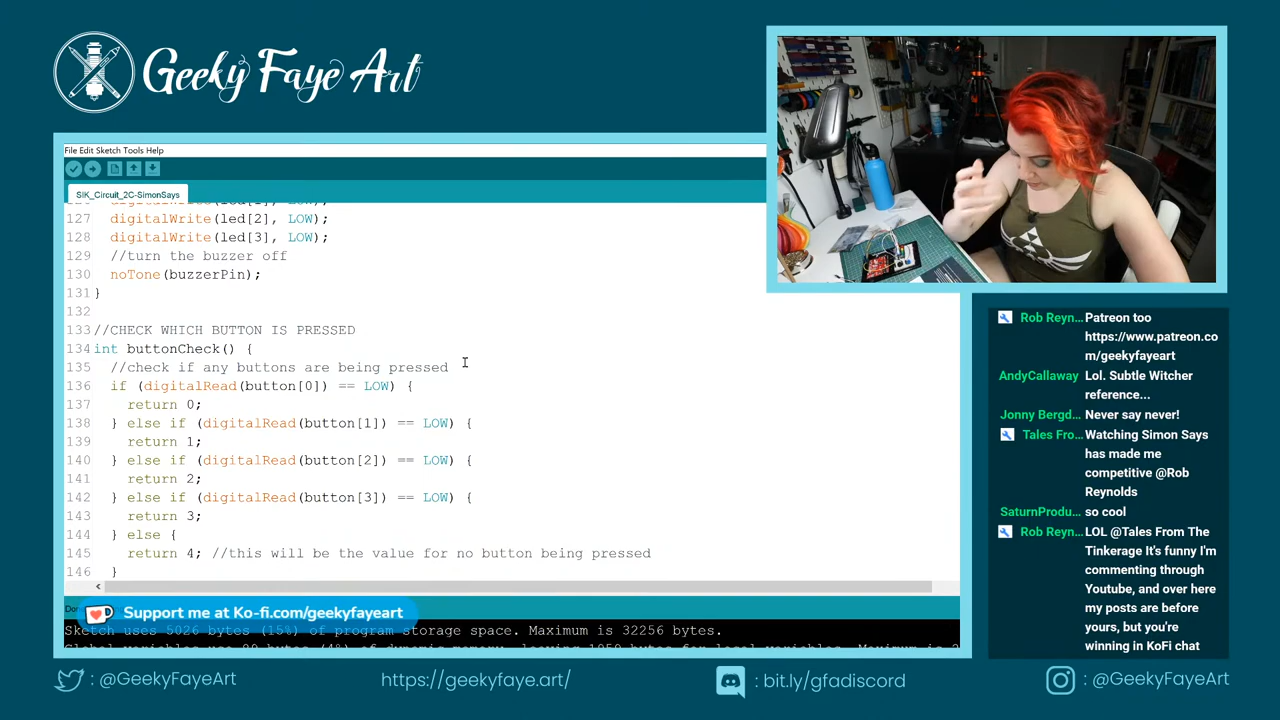 Geeky Faye Art
File Edit Sketch Tools Help
SIK_Circuit_2C-SimonSays
127 digitalWrite(led[2], LOW);
128 digitalWrite(led[3], LOW);
129 //turn the buzzer off
130 noTone(buzzerPin);
131 }
132
133 //CHECK WHICH BUTTON IS PRESSED
134 int buttonCheck() {
135 //check if any buttons are being pressed
136 if (digitalRead(button[0]) == LOW) {
137 return 0;
138 } else if (digitalRead(button[1]) == LOW) {
139 return 1;
140 } else if (digitalRead(button[2]) == LOW) {
141 return 2;
142 } else if (digitalRead(button[3]) == LOW) {
143 return 3;
144 } else {
145 return 4; //this will be the value for no button being pressed
146 }
Support me at Ko-fi.com/geekyfayeart
Sketch uses 5026 bytes (15%) of program storage space. Maximum is 32256 bytes.
Rob Reyn... Patreon too
https://www.patreon.co
m/geekyfayeart
AndyCallaway Lol. Subtle Witcher
reference...
Jonny Bergd... Never say never!
Tales Fro... Watching Simon Says
has made me
competitive @Rob
Reynolds
SaturnProdu... so cool
Rob Reyn... LOL @Tales From The
Tinkerage It's funny I'm
commenting through
Youtube, and over here
my posts are before
yours, but you're
winning in KoFi chat
: @GeekyFayeArt
https://geekyfaye.art/
: bit.ly/gfadiscord
: @GeekyFayeArt